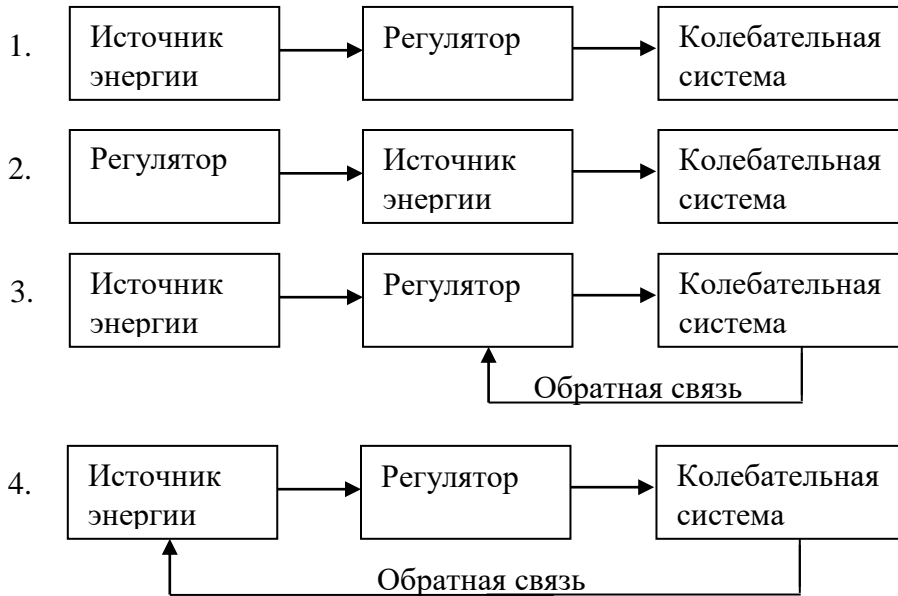 1.
Источник
энергии
Регулятор
Колебательная
система
2.
Регулятор
Источник
энергии
Колебательная
система
3.
Источник
энергии
Регулятор
Колебательная
система
Обратная связь
4.
Источник
энергии
Регулятор
Колебательная
система
Обратная связь